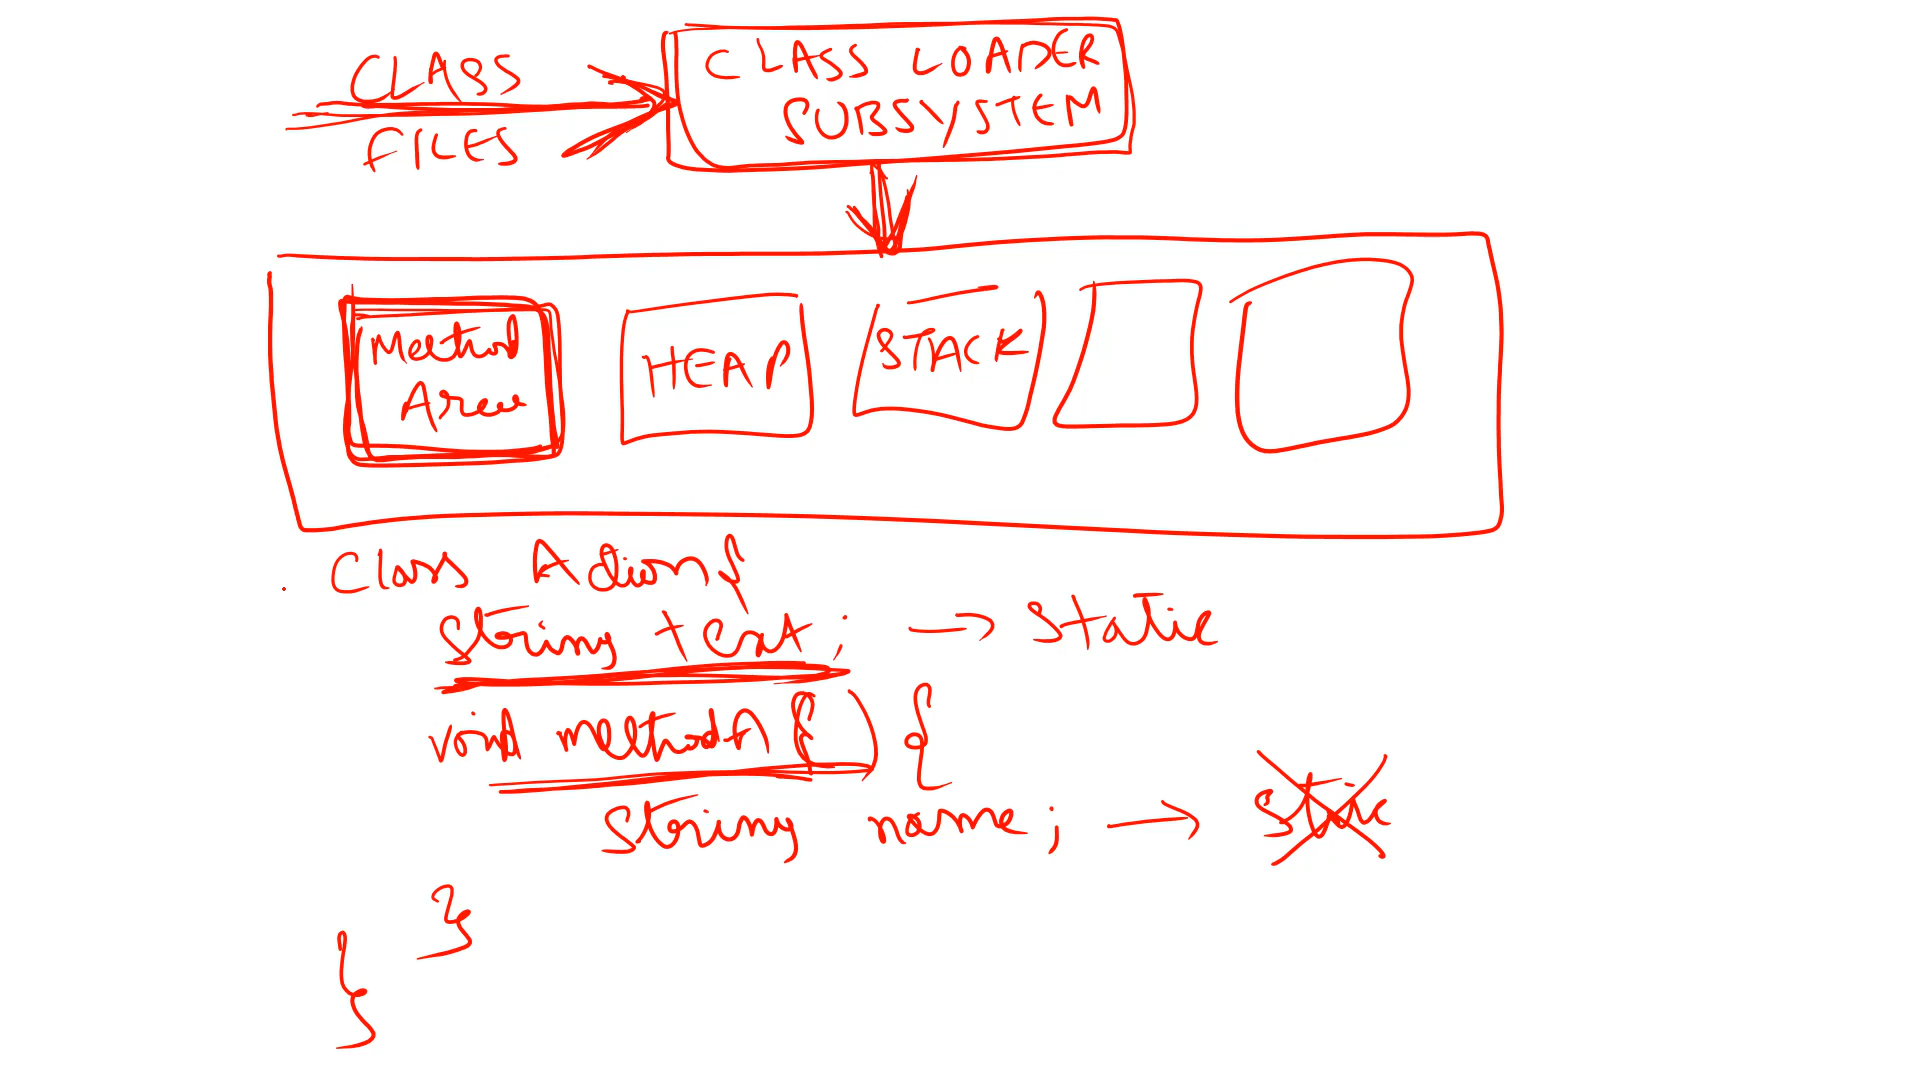 CLASS
FILES
CLASS LOADER
SUBSYSTEM
Method
Area
HEAP
STACK
Class Action {
String text; -> Static
void methodA ( ) {
String name; -> Static
}
}